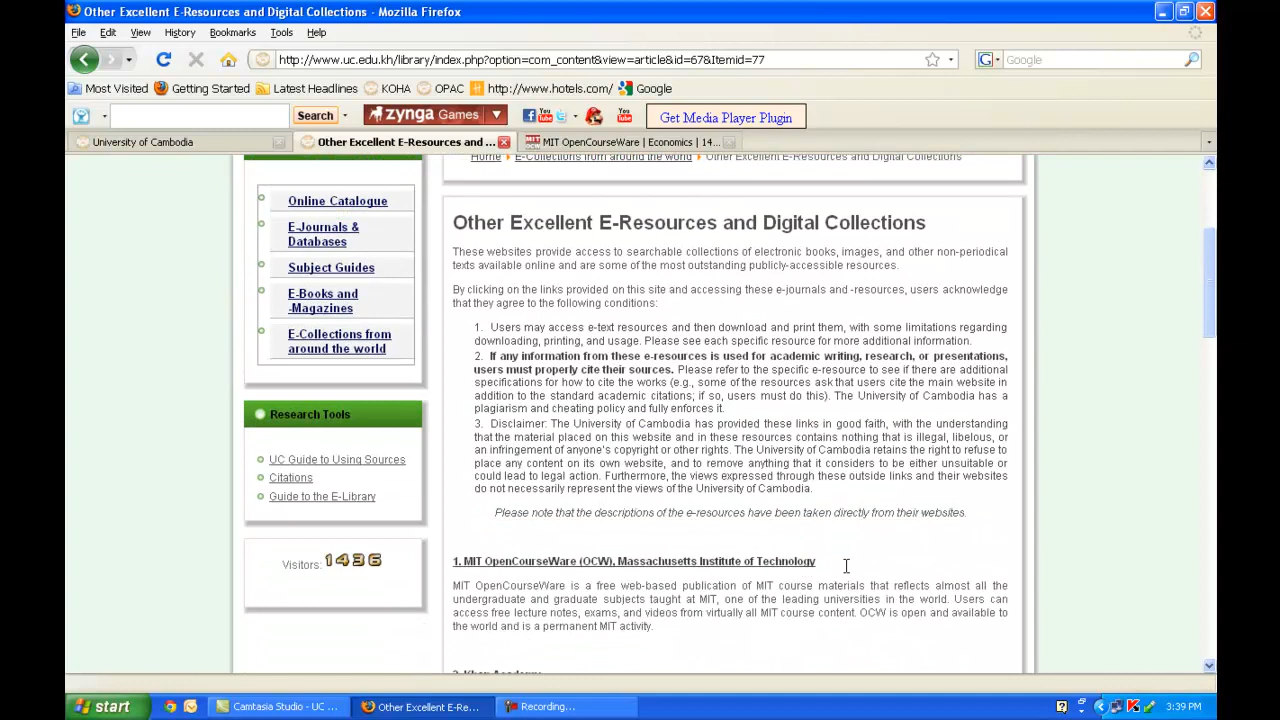 Other Excellent E-Resources and Digital Collections - Mozilla Firefox
File Edit View History Bookmarks Tools Help
http://www.uc.edu.kh/library/index.php?option=com_content&view=article&id=67&Itemid=77
Google
Most Visited Getting Started Latest Headlines KOHA OPAC http://www.hotels.com/ Google
Search zynga Games Get Media Player Plugin
University of Cambodia
Other Excellent E-Resources and ...
MIT OpenCourseWare | Economics | 14...
Home E-Collections from around the world Other Excellent E-Resources and Digital Collections
Online Catalogue
E-Journals &
Databases
Subject Guides
E-Books and
-Magazines
E-Collections from
around the world
Research Tools
UC Guide to Using Sources
Citations
Guide to the E-Library
Visitors: 1436
Other Excellent E-Resources and Digital Collections
These websites provide access to searchable collections of electronic books, images, and other non-periodical
texts available online and are some of the most outstanding publicly-accessible resources.
By clicking on the links provided on this site and accessing these e-journals and -resources, users acknowledge
that they agree to the following conditions:
1. Users may access e-text resources and then download and print them, with some limitations regarding
downloading, printing, and usage. Please see each specific resource for more additional information.
2. If any information from these e-resources is used for academic writing, research, or presentations,
users must properly cite their sources. Please refer to the specific e-resource to see if there are additional
specifications for how to cite the works (e.g., some of the resources ask that users cite the main website in
addition to the standard academic citations; if so, users must do this). The University of Cambodia has a
plagiarism and cheating policy and fully enforces it.
3. Disclaimer: The University of Cambodia has provided these links in good faith, with the understanding
that the material placed on this website and in these resources contains nothing that is illegal, libelous, or
an infringement of anyone's copyright or other rights. The University of Cambodia retains the right to refuse to
place any content on its own website, and to remove anything that it considers to be either unsuitable or
could lead to legal action. Furthermore, the views expressed through these outside links and their websites
do not necessarily represent the views of the University of Cambodia.
Please note that the descriptions of the e-resources have been taken directly from their websites.
1. MIT OpenCourseWare (OCW), Massachusetts Institute of Technology
MIT OpenCourseWare is a free web-based publication of MIT course materials that reflects almost all the
undergraduate and graduate subjects taught at MIT, one of the leading universities in the world. Users can
access free lecture notes, exams, and videos from virtually all MIT course content. OCW is open and available to
the world and is a permanent MIT activity.
2. Khan Academy
start Camtasia Studio - UC ... Other Excellent E-Re... Recording... 3:39 PM